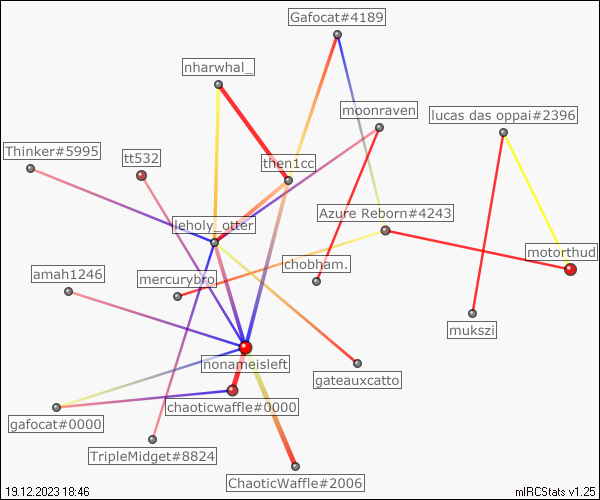 Gafocat#4189
nharwhal_
moonraven
lucas das oppai#2396
Thinker#5995
tt532
then1cc
Azure Reborn#4243
leholy_otter
motorthud
chobham.
amah1246
mercurybro
mukszi
nonameisleft
gateauxcatto
chaoticwaffle#0000
gafocat#0000
TripleMidget#8824
ChaoticWaffle#2006
19.12.2023 18:46
mIRCStats v1.25